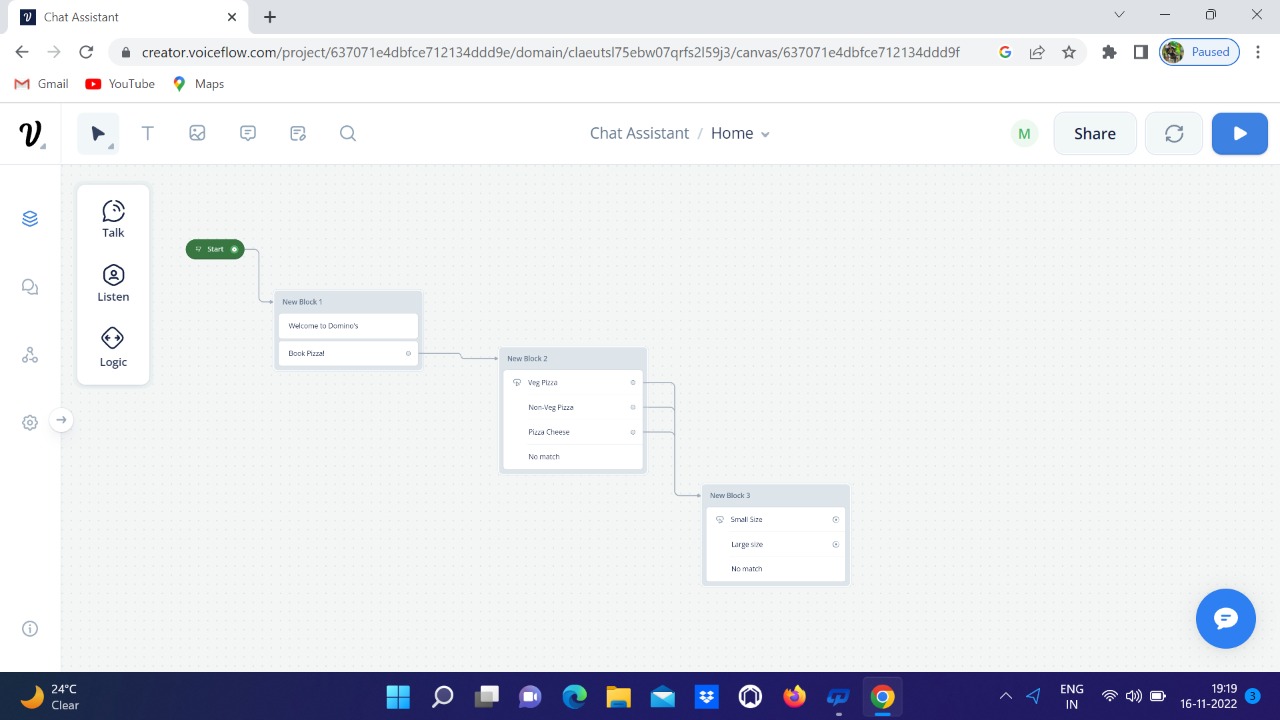 Chat Assistant
creator.voiceflow.com/project/637071e4dbfce712134ddd9e/domain/claeutsl75ebw07qrfs2l59j3/canvas/637071e4dbfce712134ddd9f
Paused
Gmail
YouTube
Maps
Chat Assistant / Home
M
Share
Talk
Listen
Logic
Start
New Block 1
Welcome to Domino's
Book Pizza!
New Block 2
Veg Pizza
Non-Veg Pizza
Pizza Cheese
No match
New Block 3
Small Size
Large size
No match
24°C
Clear
ENG
IN
19:19
16-11-2022
3